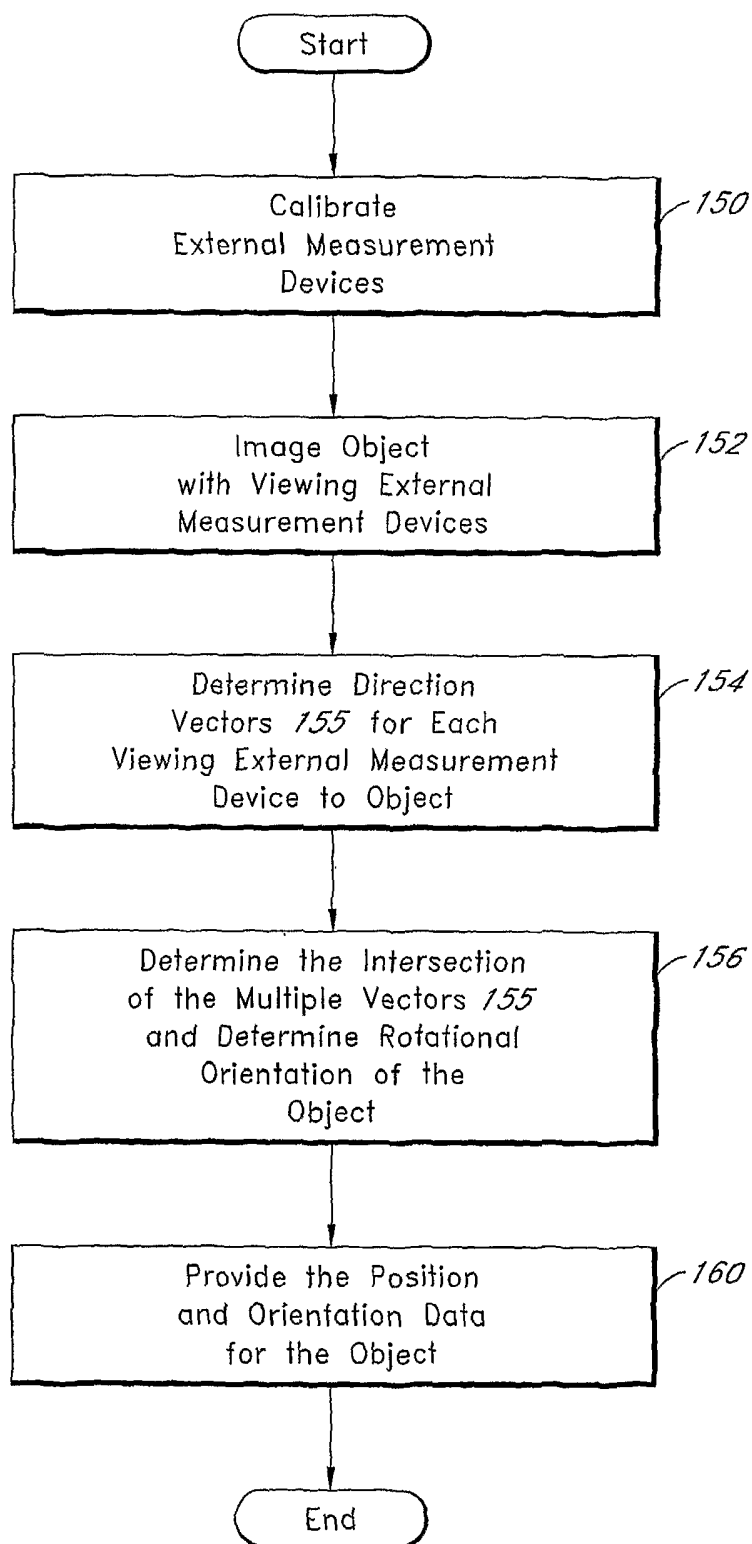 Start
Calibrate
External Measurement
Devices
150
Image Object
with Viewing External
Measurement Devices
152
Determine Direction
Vectors 155 for Each
Viewing External Measurement
Device to Object
154
Determine the Intersection
of the Multiple Vectors 155
and Determine Rotational
Orientation of the
Object
156
Provide the Position
and Orientation Data
for the Object
160
End